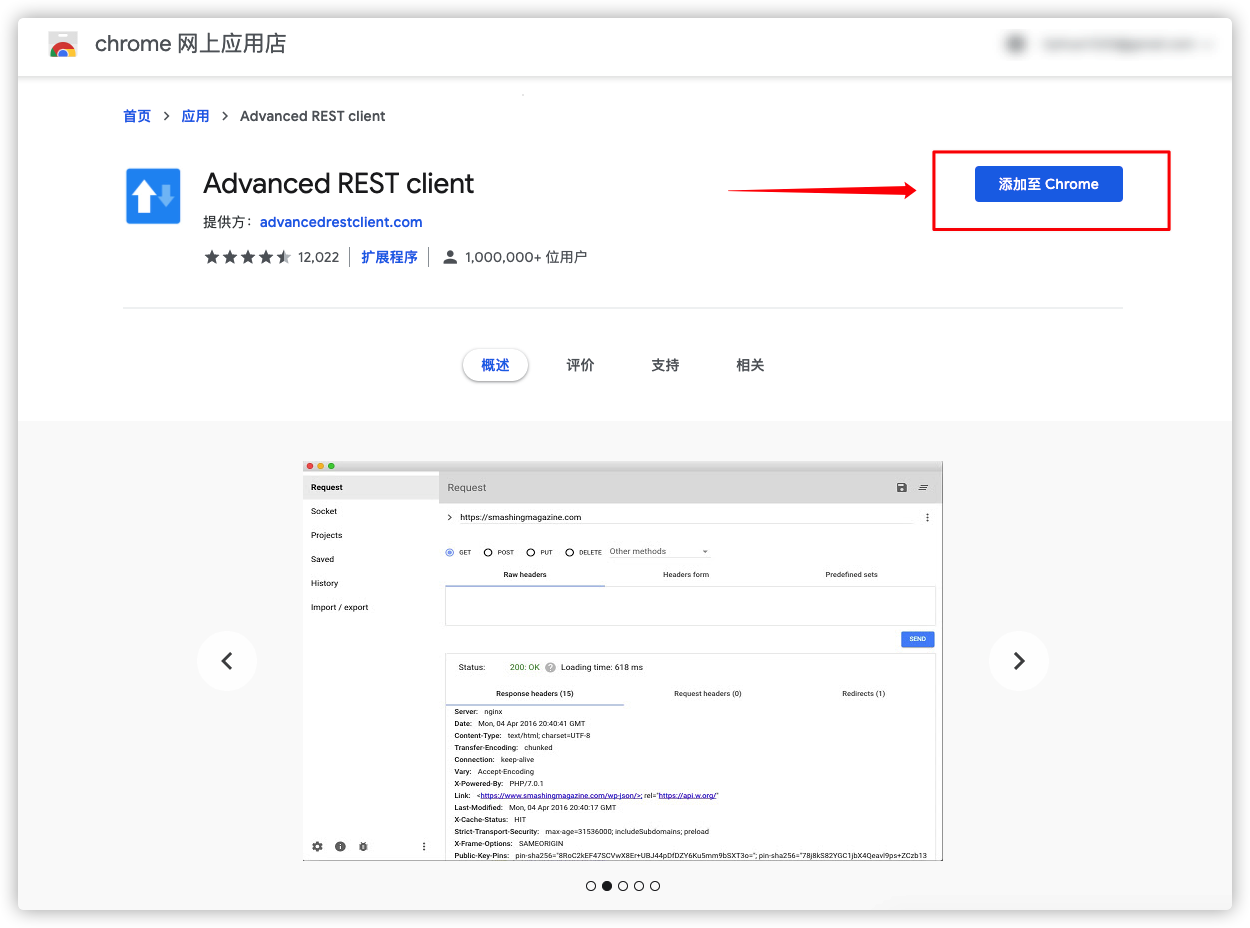 chrome 网上应用店
首页 > 应用 > Advanced REST client
Advanced REST client
添加至 Chrome
提供方： advancedrestclient.com
12,022 扩展程序 1,000,000+ 位用户
概述 评价 支持 相关
Request Request
https://smashingmagazine.com
Socket
Projects
Saved
History
Import / export
GET POST PUT DELETE Other methods
Raw headers Headers form Predefined sets
SEND
Status: 200: OK ? Loading time: 618 ms
Response headers (15) Request headers (0) Redirects (1)
Server: nginx
Date: Mon, 04 Apr 2016 20:40:41 GMT
Content-Type: text/html; charset=UTF-8
Transfer-Encoding: chunked
Connection: keep-alive
Vary: Accept-Encoding
X-Powered-By: PHP/7.0.1
Link: <https://www.smashingmagazine.com/wp-json/>; rel="https://api.w.org/"
Last-Modified: Mon, 04 Apr 2016 20:40:17 GMT
X-Cache-Status: HIT
Strict-Transport-Security: max-age=31536000; includeSubdomains; preload
X-Frame-Options: SAMEORIGIN
Public-Key-Pins: pin-sha256="8RoC2kEF47SCVwX8Er+UBJ44pDfDZY6Ku5mm9bSXT3o="; pin-sha256="78j8kS82YGC1jbX4Qeavl9ps+ZCzb13